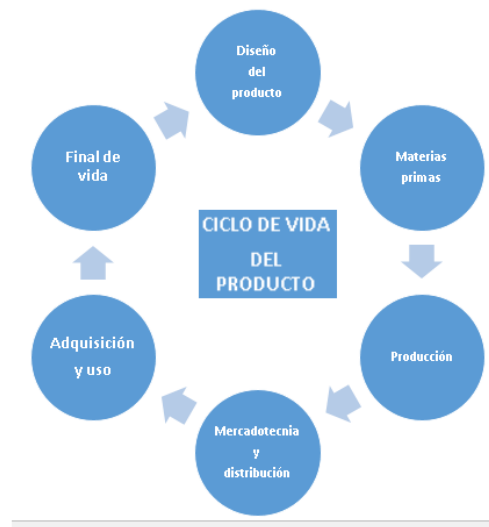 Diseño
del
producto
Materias
primas
Producción
Mercadotecnia
y
distribución
Adquisición
y uso
Final de
vida
CICLO DE VIDA
DEL
PRODUCTO